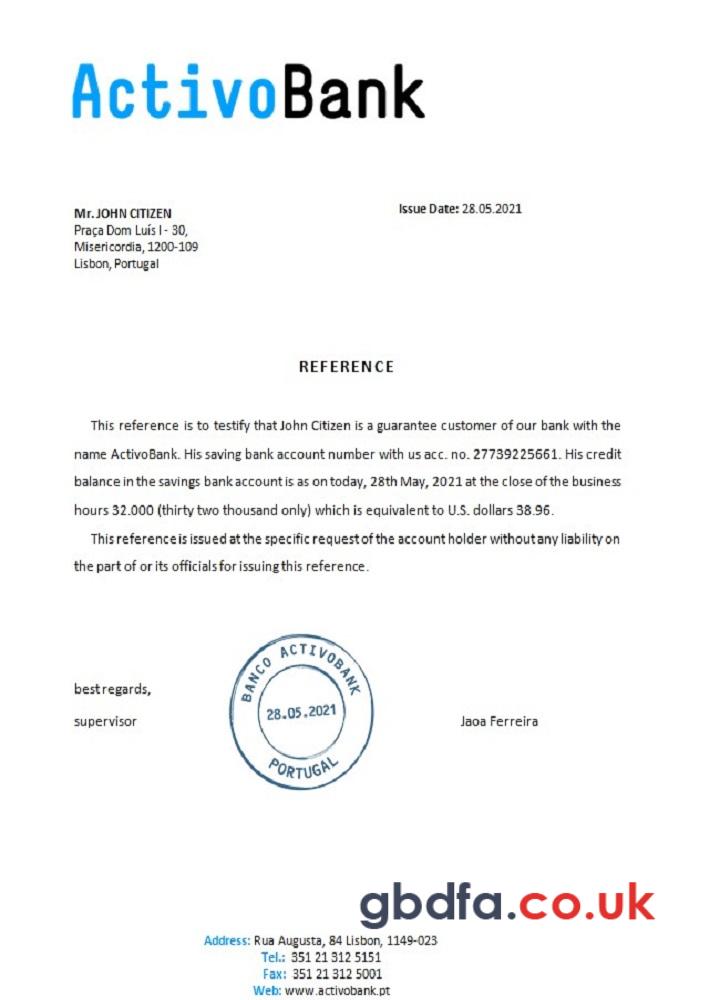 ActivoBank
Mr. JOHN CITIZEN
Praça Dom Luís I - 30,
Misericordia, 1200-109
Lisbon, Portugal
Issue Date: 28.05.2021
REFERENCE
This reference is to testify that John Citizen is a guarantee customer of our bank with the
name ActivoBank. His saving bank account number with us acc. no. 27739225661. His credit
balance in the savings bank account is as on today, 28th May, 2021 at the close of the business
hours 32.000 (thirty two thousand only) which is equivalent to U.S. dollars 38.96.
This reference is issued at the specific request of the account holder without any liability on
the part of or its officials for issuing this reference.
best regards,
supervisor
BANCO ACTIVOBANK
28.05.2021
PORTUGAL
Jaoa Ferreira
gbdfa.co.uk
Address: Rua Augusta, 84 Lisbon, 1149-023
Tel.: 351 21 312 5151
Fax: 351 21 312 5001
Web: www.activobank.pt